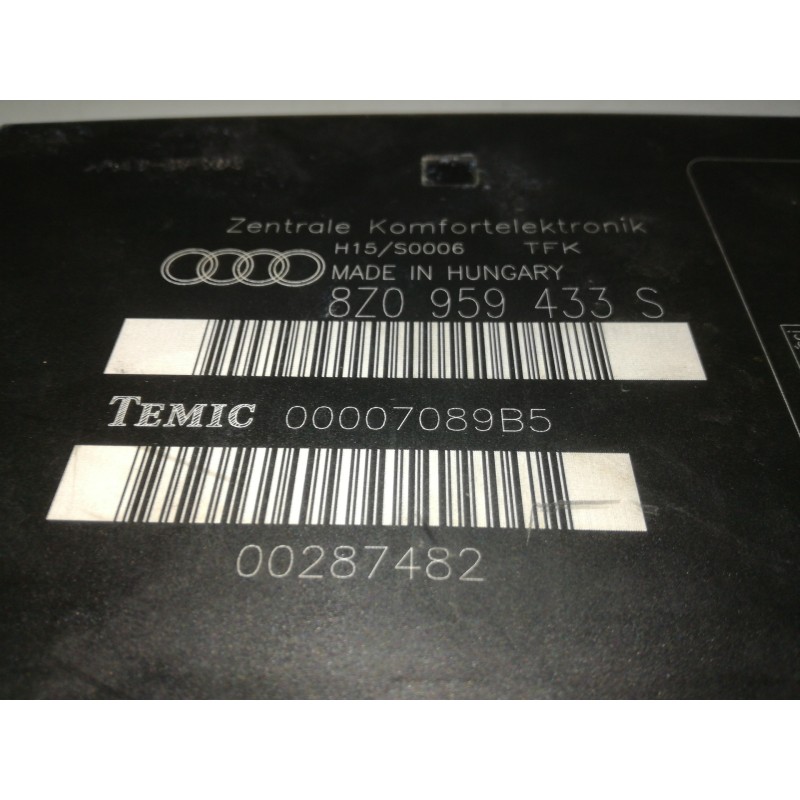 Zentrale Komfortelektronik
H15/S0006 TFK
MADE IN HUNGARY
8Z0 959 433 S
TEMIC 00007089B5
00287482